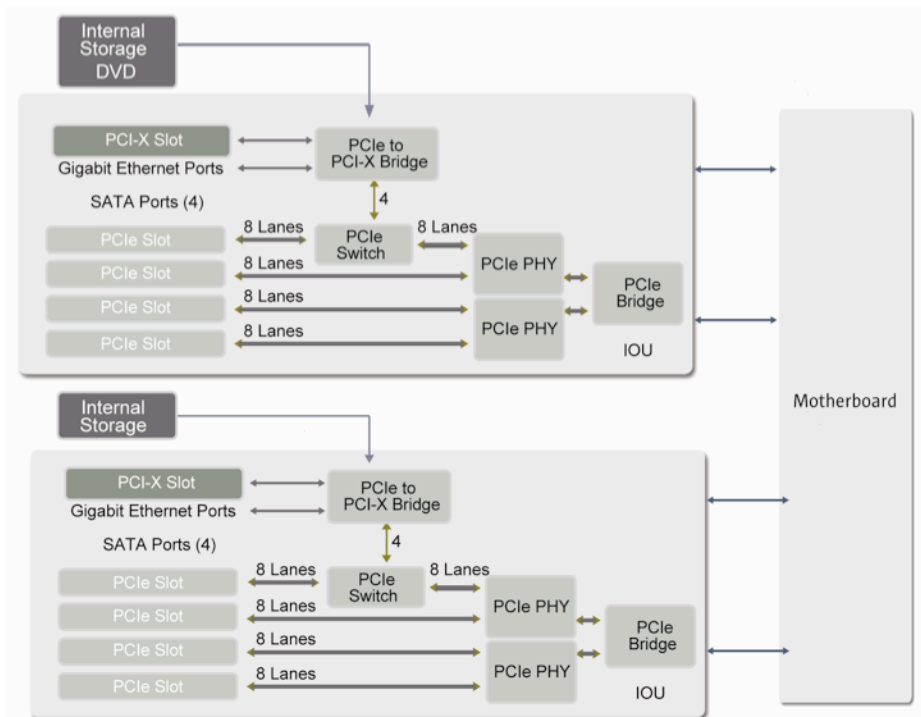 Internal
Storage
DVD
PCI-X Slot
PCIe to
PCI-X Bridge
Gigabit Ethernet Ports
4
SATA Ports (4)
8 Lanes
8 Lanes
PCIe Slot
PCIe
Switch
PCIe PHY
8 Lanes
PCIe Slot
PCIe
Bridge
8 Lanes
PCIe Slot
PCIe PHY
8 Lanes
PCIe Slot
IOU
Motherboard
Internal
Storage
PCI-X Slot
PCIe to
PCI-X Bridge
Gigabit Ethernet Ports
4
SATA Ports (4)
8 Lanes
8 Lanes
PCIe Slot
PCIe
Switch
PCIe PHY
8 Lanes
PCIe Slot
PCIe
Bridge
8 Lanes
PCIe Slot
PCIe PHY
8 Lanes
PCIe Slot
IOU